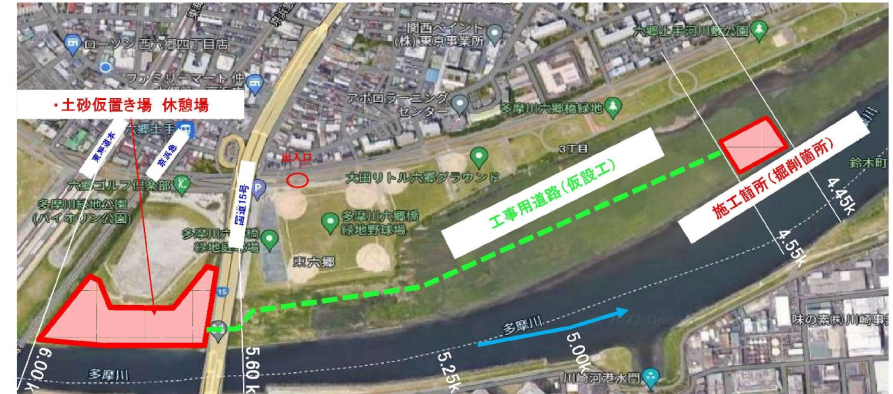 ローソン 西六郷四丁目店
ファミリーマート 仲
関西ペイント
(株) 東京事業所
六郷土手河川敷公園
アポロラーニング
センター
多摩川六郷橋緑地
・土砂仮置き場 休憩場
六郷土手
京浜急
出入口
国道15号
3丁目
大田リトル六郷グラウンド
六郷ゴルフ倶楽部
多摩川緑地公園
(バイオリン公園)
多摩川六郷橋
緑地野球場
東六郷
工事用道路(仮設工)
施工箇所(掘削箇所)
鈴木町
4.45k
4.55k
15
多摩川
味の素㈱川崎事
6.00k
多摩川
5.60k
5.25k
5.00k
川崎河港水門